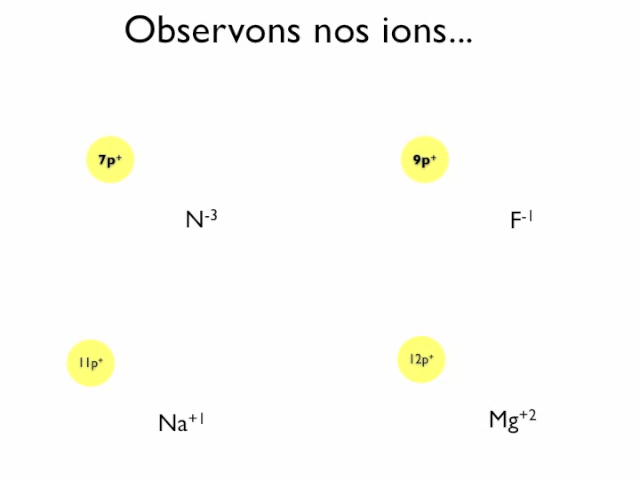 Observons nos ions...
7p⁺
9p⁺
N⁻³
F⁻¹
11p⁺
12p⁺
Na⁺¹
Mg⁺²